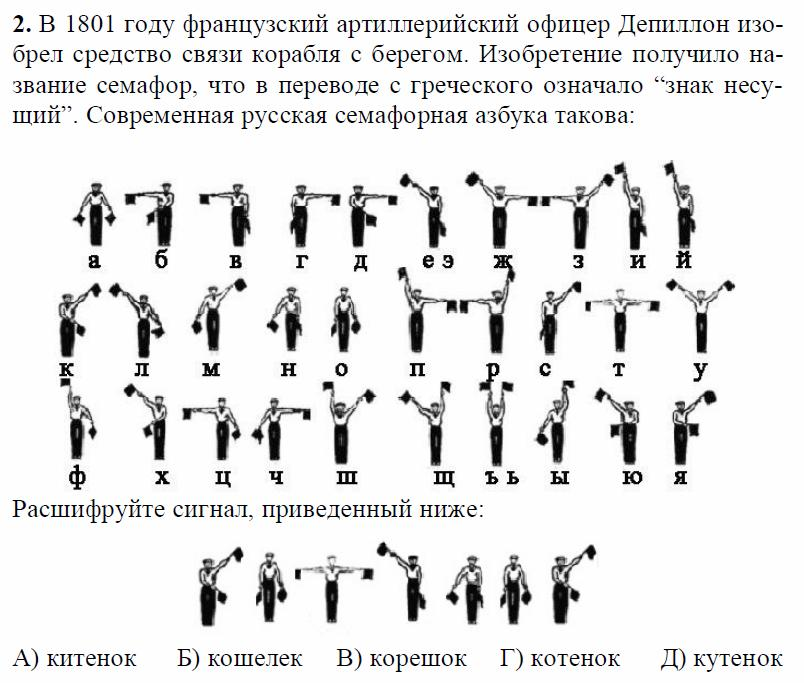 2. В 1801 году французский артиллерийский офицер Депиллон изо-
брел средство связи корабля с берегом. Изобретение получило на-
звание семафор, что в переводе с греческого означало “знак несу-
щий”. Современная русская семафорная азбука такова:
а б в г д е э ж з и й
к л м н о п р с т у
ф х ц ч ш щ ъ ь ы ю я
Расшифруйте сигнал, приведенный ниже:
А) китенок Б) кошелек В) корешок Г) котенок Д) кутенок